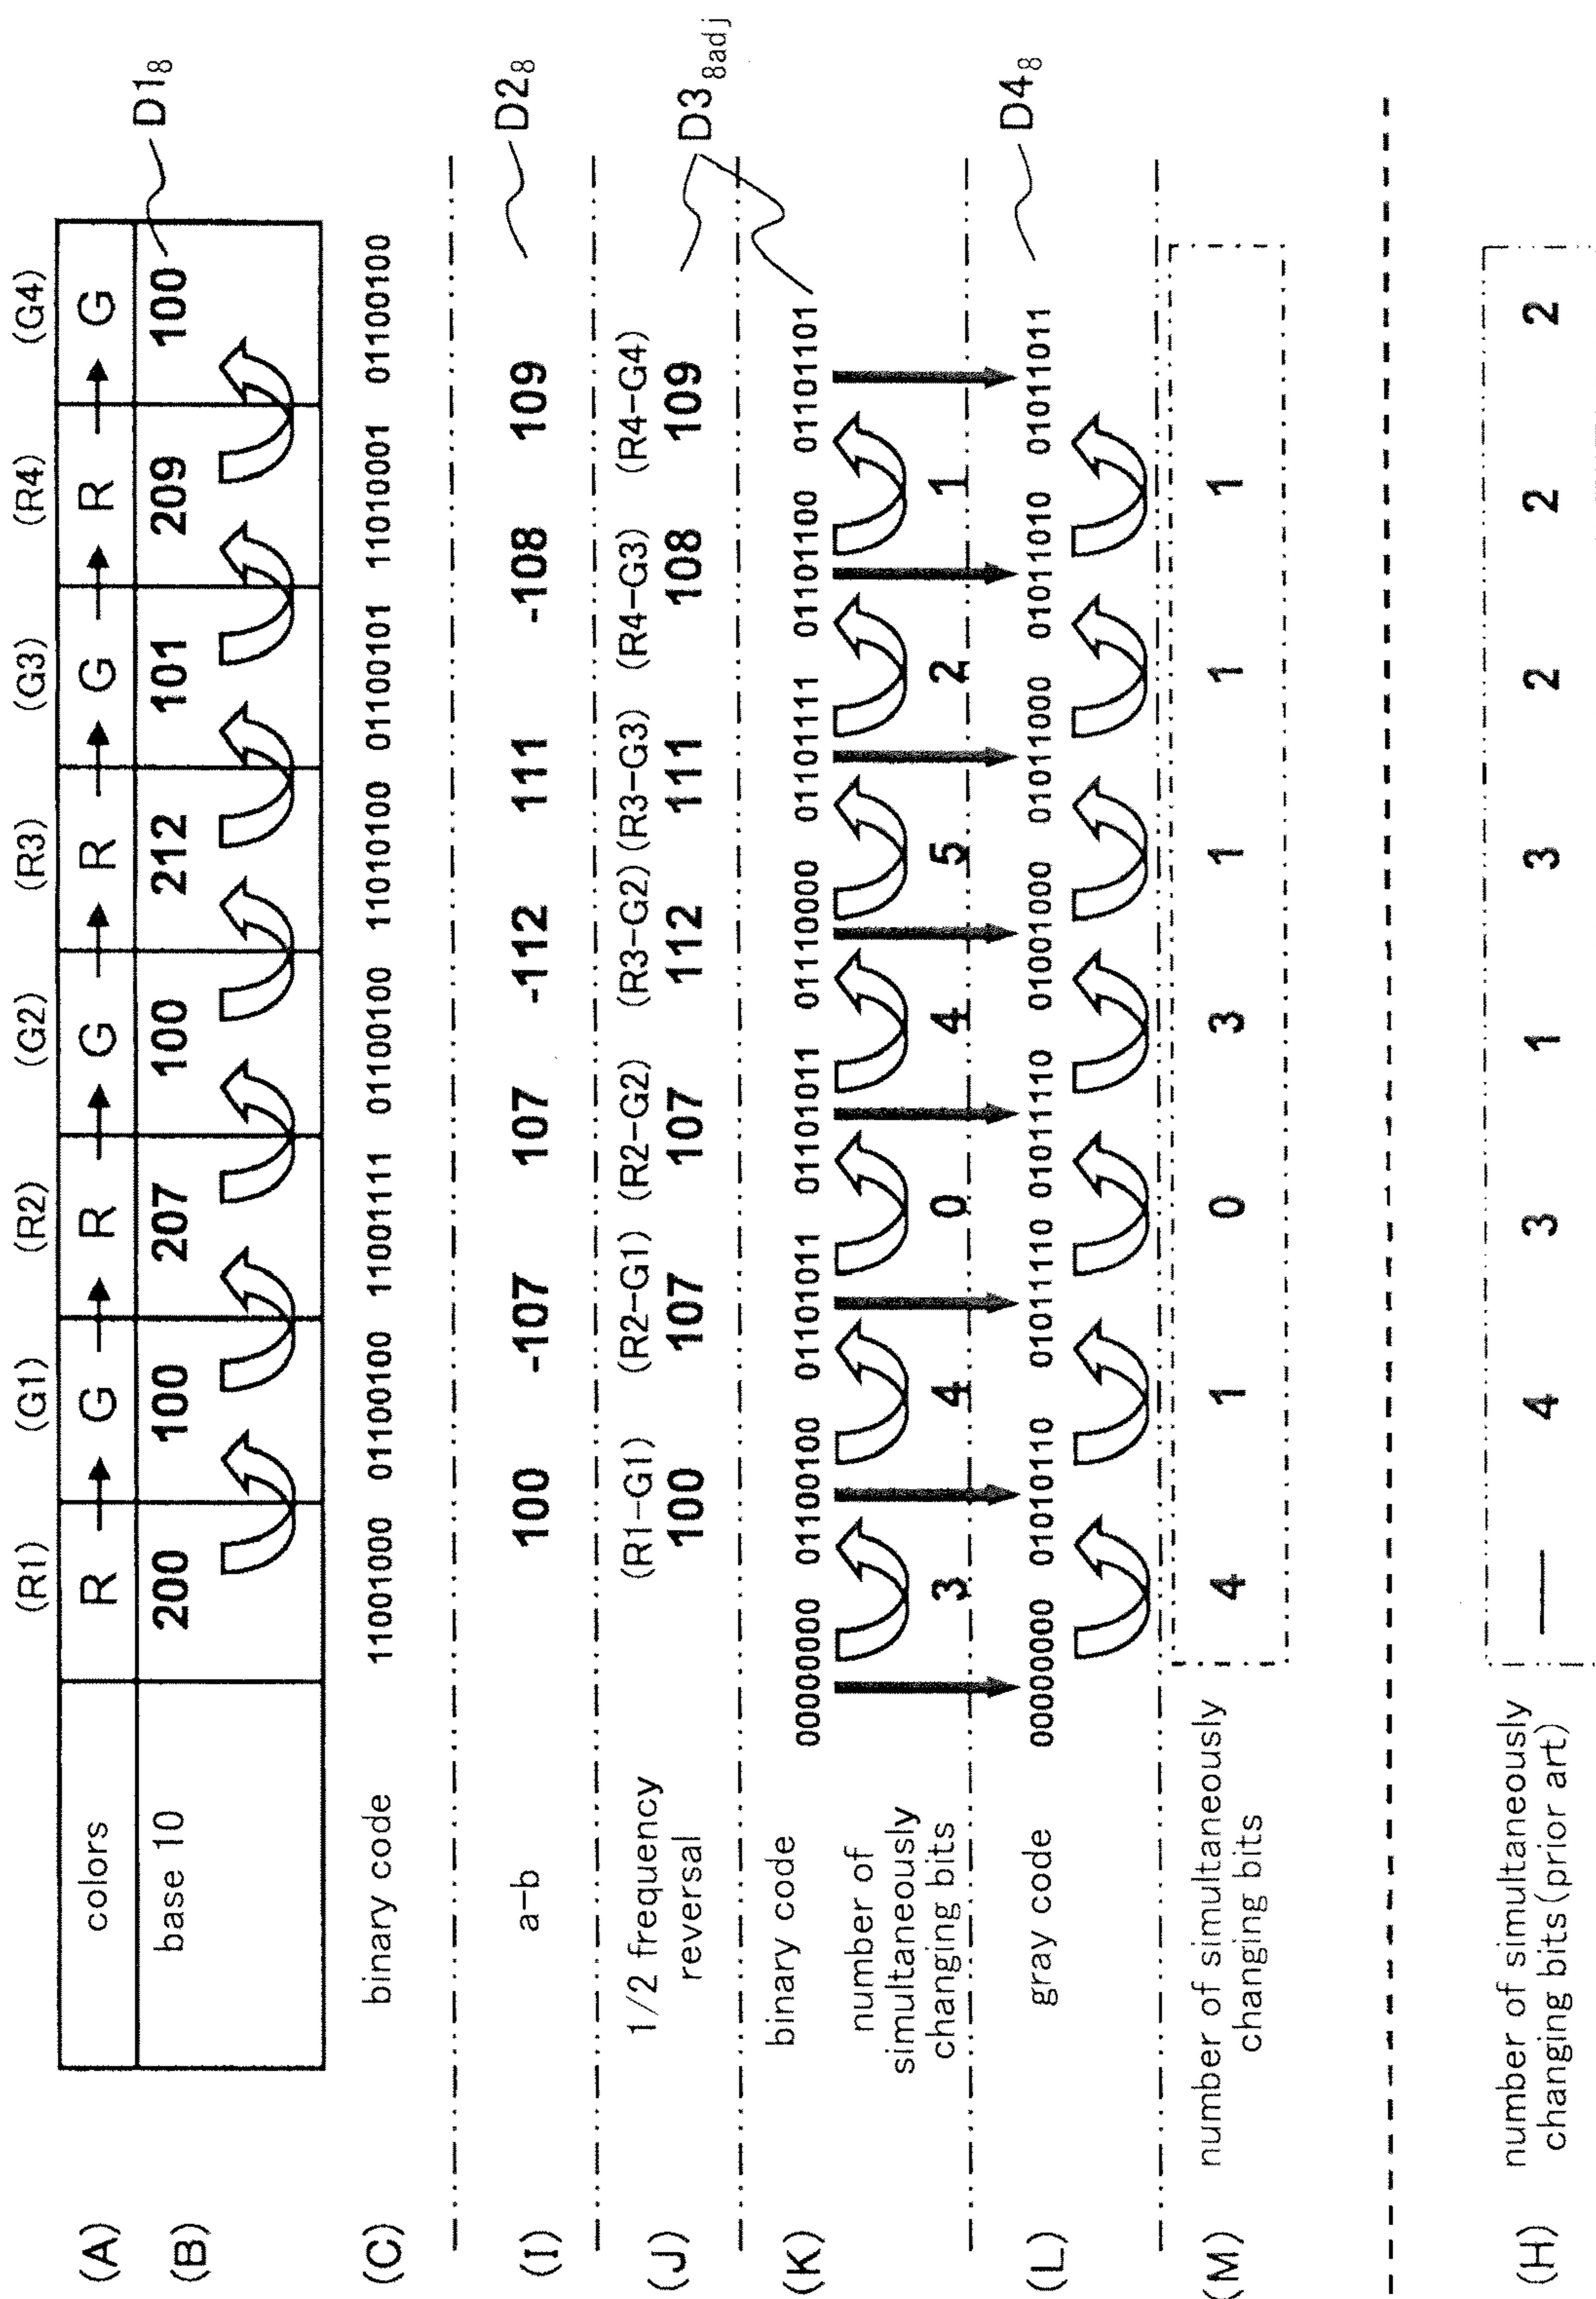 (R1) (G1) (R2) (G2) (R3) (G3) (R4) (G4)
(A) colors R G R G R G R G
(B) base 10 200 100 207 100 212 101 209 100 D1₈
(C) binary code 11001000 01100100 11001111 01100100 11010100 01100101 11010001 01100100
(I) a-b 100 -107 107 -112 111 -108 109 D2₈
(R1-G1) (R2-G1) (R2-G2) (R3-G2) (R3-G3) (R4-G3) (R4-G4)
(J) 1/2 frequency 100 107 107 112 111 108 109 D3₈adj
reversal
(K) binary code 00000000 01100100 01101011 01101011 01110000 01101111 01101100 01101101
number of
simultaneously
changing bits 3 4 0 4 5 2 1
(L) gray code 00000000 01010110 01011110 01011110 01001000 01011000 01011010 01011011 D4₈
(M) number of simultaneously
changing bits 4 1 0 3 1 1 1
(H) number of simultaneously
changing bits(prior art) — 4 3 1 3 2 2 2